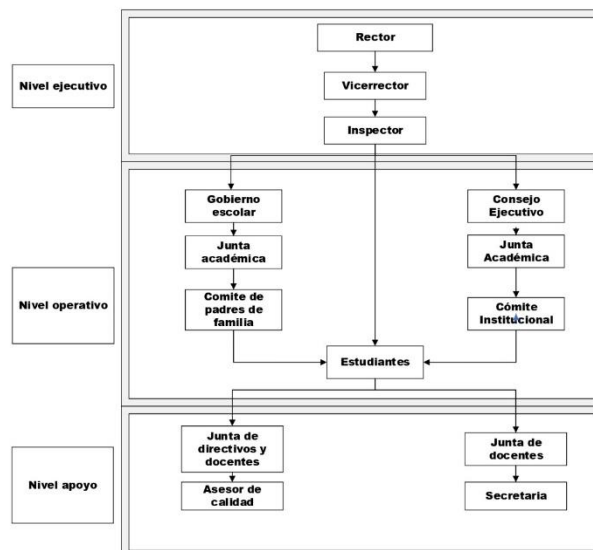 Nivel ejecutivo
Rector
Vicerrector
Inspector
Nivel operativo
Gobierno
escolar
Junta
académica
Comite de
padres de
familia
Consejo
Ejecutivo
Junta
Académica
Cómite
Institucional
Estudiantes
Nivel apoyo
Junta de
directivos y
docentes
Asesor de
calidad
Junta de
docentes
Secretaria